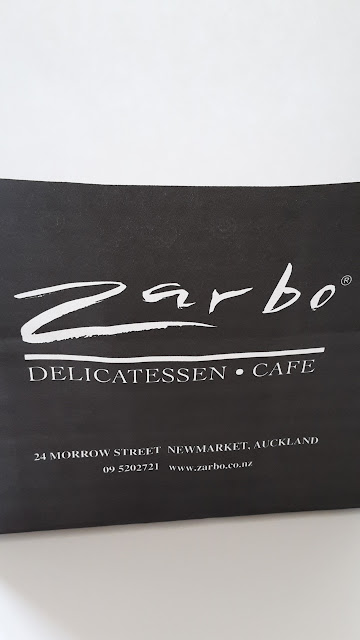 Zarbo®
DELICATESSEN • CAFE
24 MORROW STREET NEWMARKET, AUCKLAND
09 5202721 www.zarbo.co.nz